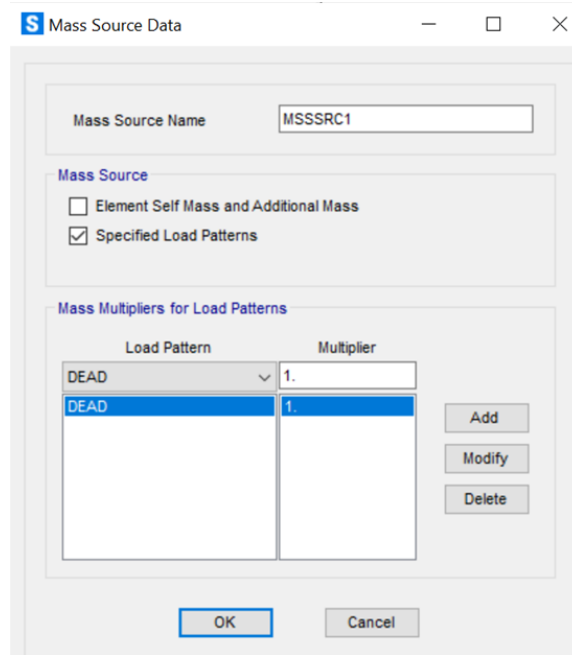 S Mass Source Data
Mass Source Name MSSSRC1
Mass Source
Element Self Mass and Additional Mass
Specified Load Patterns
Mass Multipliers for Load Patterns
Load Pattern Multiplier
DEAD 1.
DEAD 1.
Add
Modify
Delete
OK Cancel